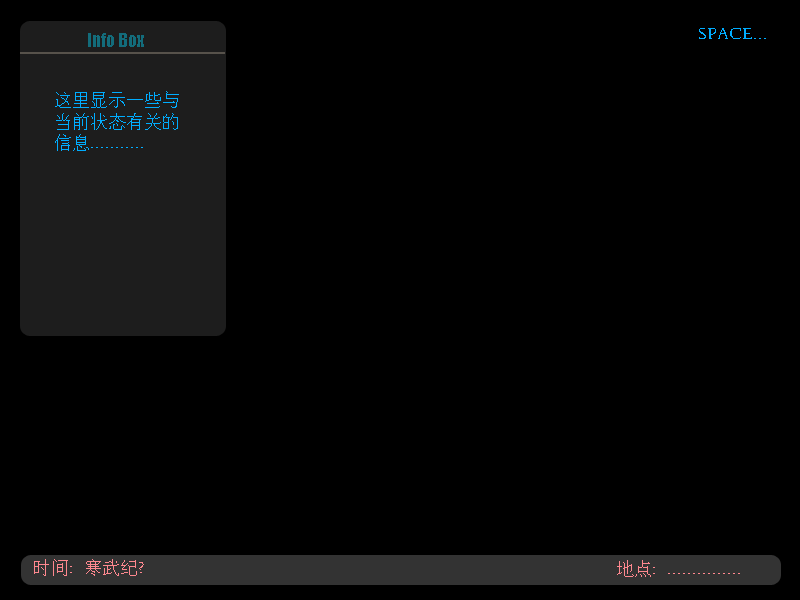 Info Box
SPACE...
这里显示一些与
当前状态有关的
信息...........
时间: 寒武纪?
地点: ...............